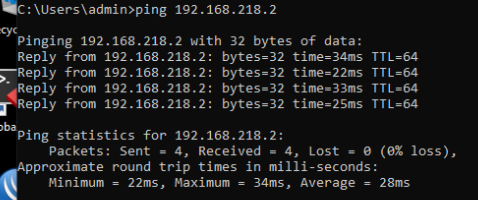 C:\Users\admin>ping 192.168.218.2
Pinging 192.168.218.2 with 32 bytes of data:
Reply from 192.168.218.2: bytes=32 time=34ms TTL=64
Reply from 192.168.218.2: bytes=32 time=22ms TTL=64
Reply from 192.168.218.2: bytes=32 time=33ms TTL=64
Reply from 192.168.218.2: bytes=32 time=25ms TTL=64
Ping statistics for 192.168.218.2:
Packets: Sent = 4, Received = 4, Lost = 0 (0% loss),
Approximate round trip times in milli-seconds:
Minimum = 22ms, Maximum = 34ms, Average = 28ms